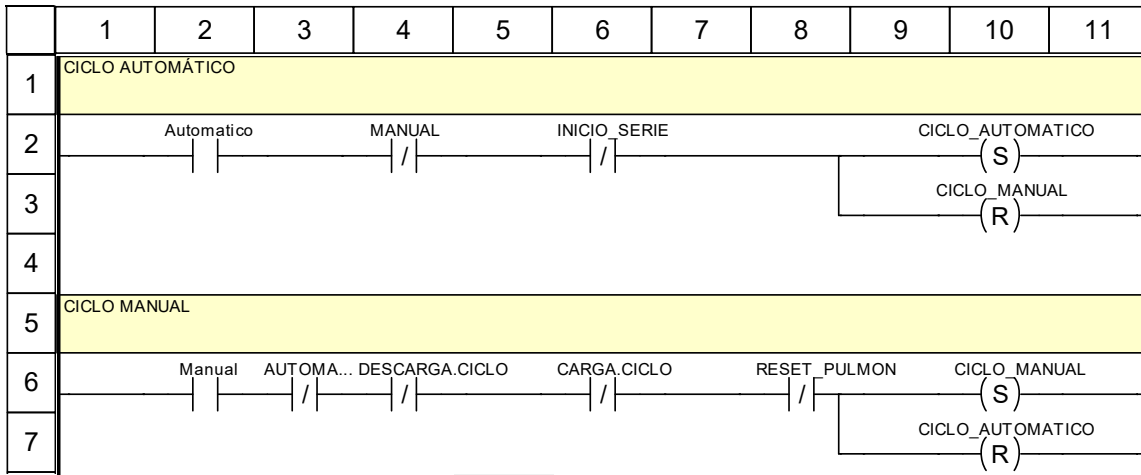 1 2 3 4 5 6 7 8 9 10 11
1 CICLO AUTOMÁTICO
2 Automatico MANUAL INICIO_SERIE CICLO_AUTOMATICO
/ / S
3 CICLO_MANUAL
R
4
5 CICLO MANUAL
6 Manual AUTOMA... DESCARGA.CICLO CARGA.CICLO RESET_PULMON CICLO_MANUAL
/ / / / S
7 CICLO_AUTOMATICO
R